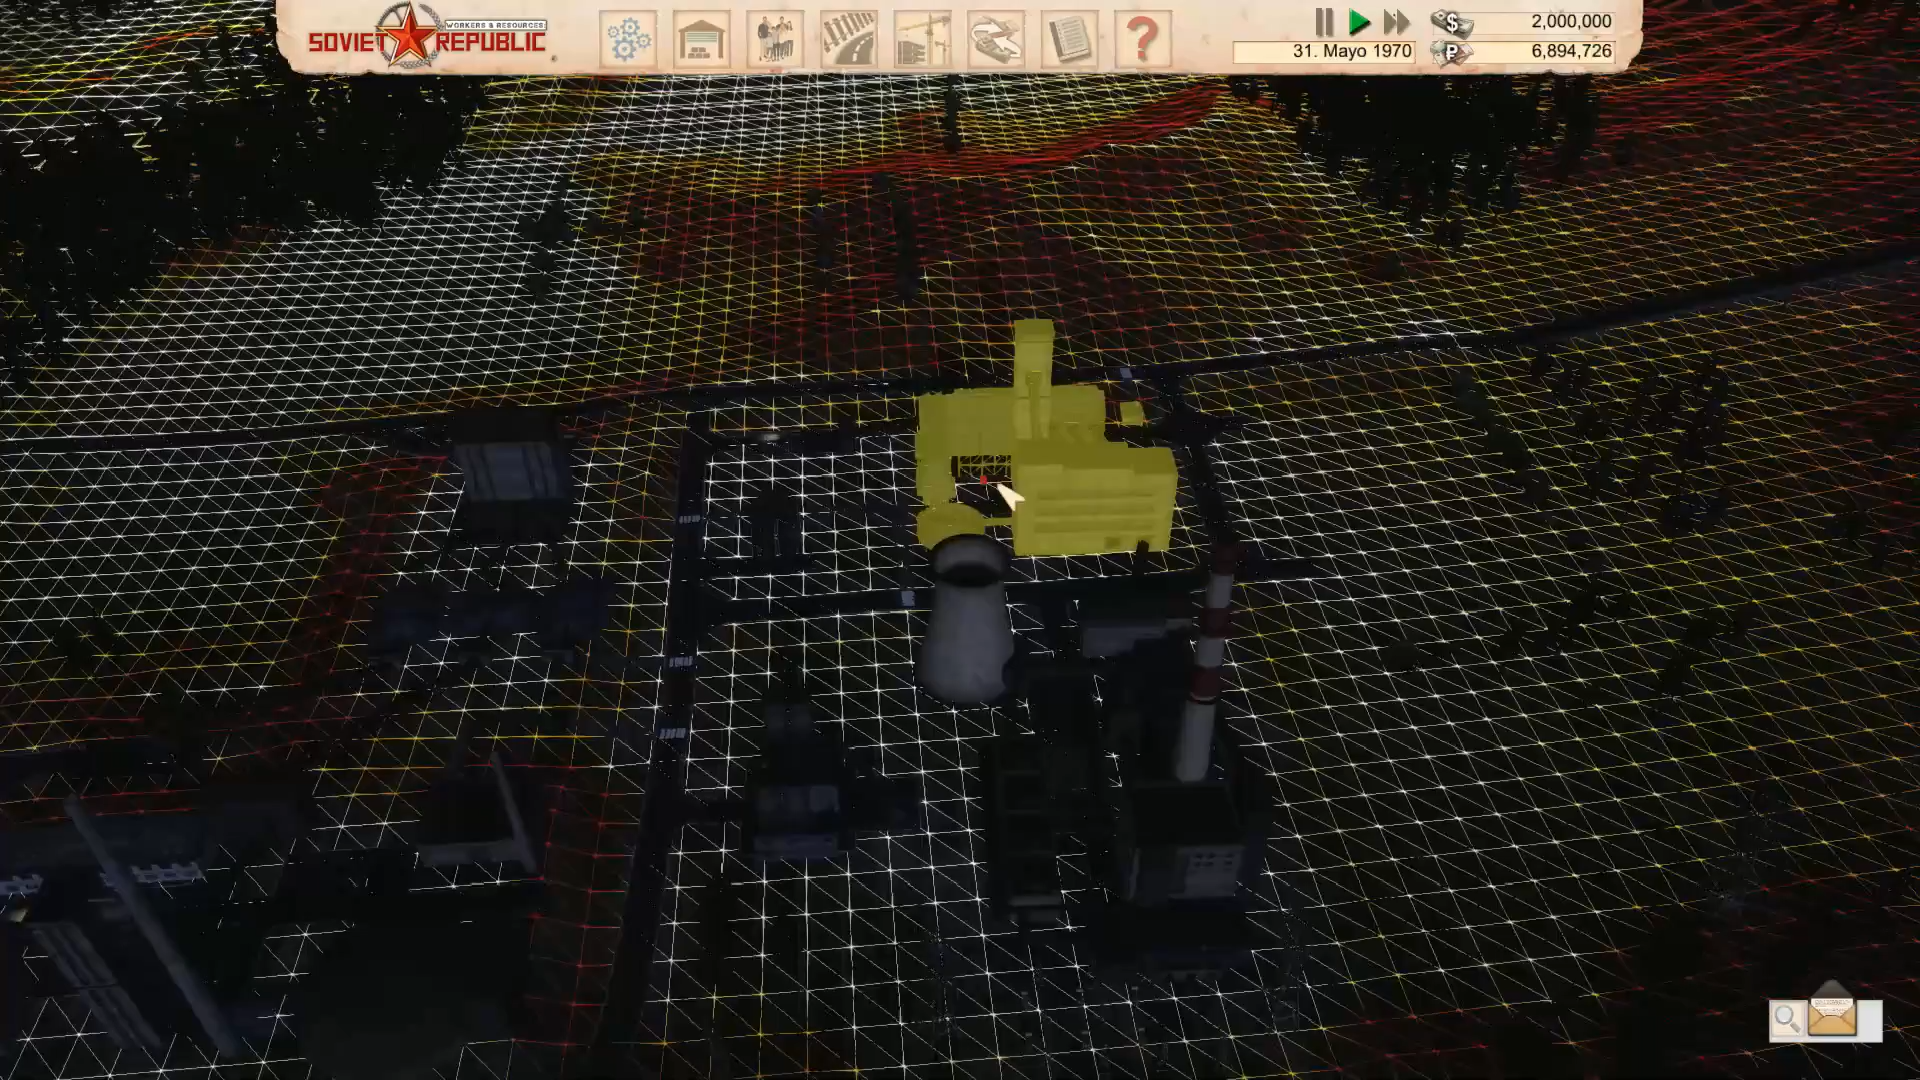 WORKERS & RESOURCES:
SOVIET REPUBLIC
?
$ 2,000,000
31. Mayo 1970
₽ 6,894,726